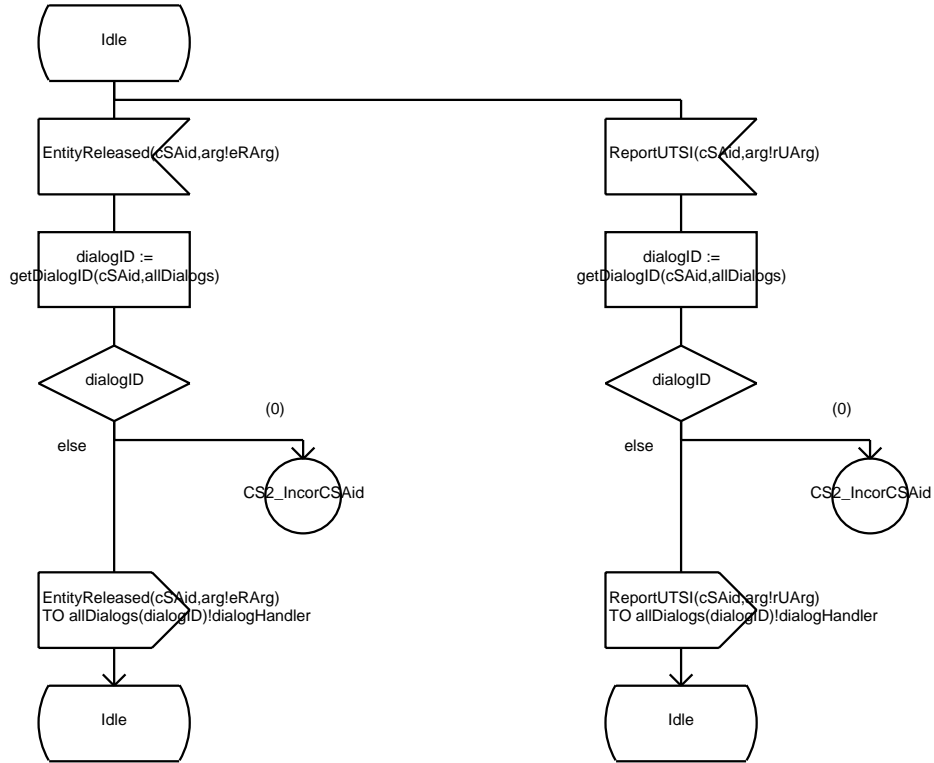 Idle
EntityReleased(cSAid,arg!eRArg)
ReportUTSI(cSAid,arg!rUArg)
dialogID :=
getDialogID(cSAid,allDialogs)
dialogID :=
getDialogID(cSAid,allDialogs)
dialogID
dialogID
(0)
(0)
else
else
CS2_IncorCSAid
CS2_IncorCSAid
EntityReleased(cSAid,arg!eRArg)
TO allDialogs(dialogID)!dialogHandler
ReportUTSI(cSAid,arg!rUArg)
TO allDialogs(dialogID)!dialogHandler
Idle
Idle